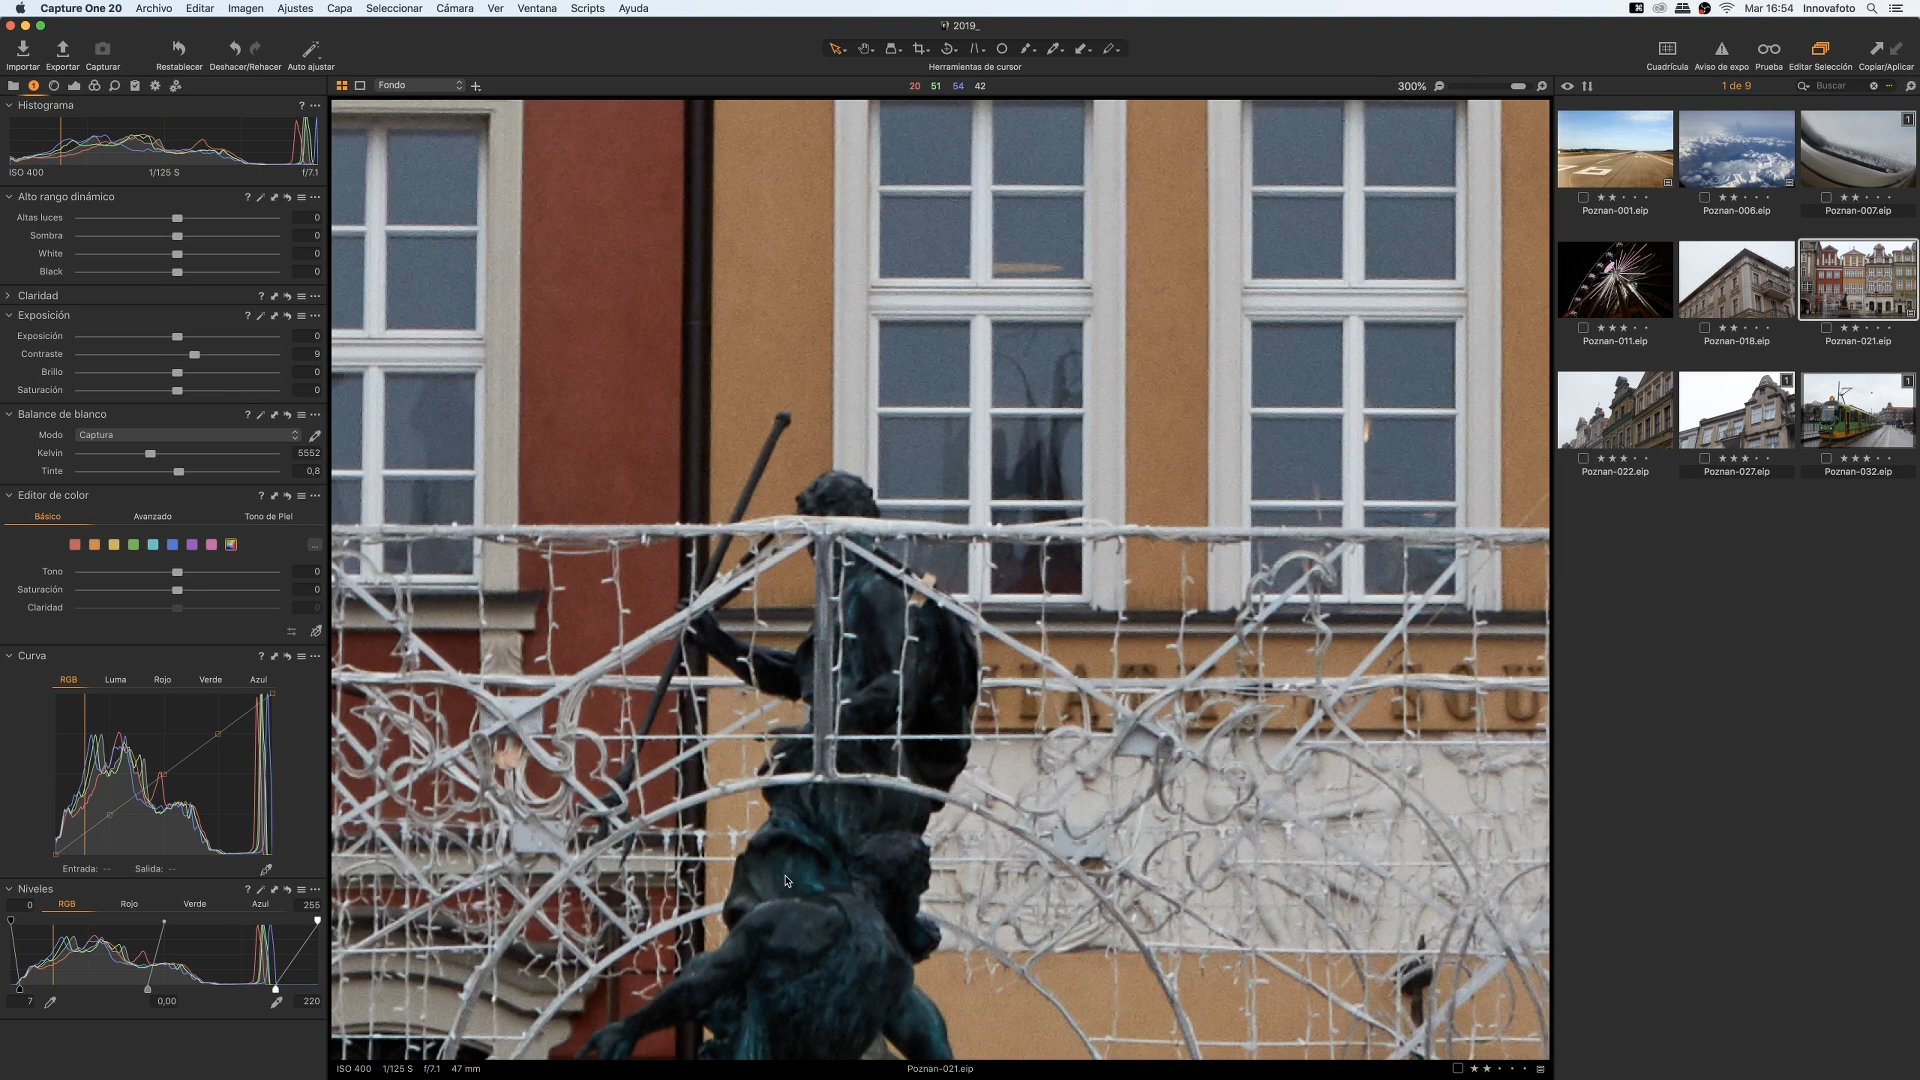 Capture One 20 Archivo Editar Imagen Ajustes Capa Seleccionar Cámara Ver Ventana Scripts Ayuda Mar 16:54 Innovafoto
2019_
Importar Exportar Capturar Restablecer Deshacer/Rehacer Auto ajustar Herramientas de cursor Cuadrícula Aviso de expo Prueba Editar Selección Copiar/Aplicar
Fondo 20 51 54 42 300% 1 de 9 Buscar
Histograma
ISO 400 1/125 S f/7.1
Alto rango dinámico
Altas luces 0
Sombra 0
White 0
Black 0
Claridad
Exposición
Exposición 0
Contraste 9
Brillo 0
Saturación 0
Balance de blanco
Modo Captura
Kelvin 5552
Tinte 0,8
Editor de color
Básico Avanzado Tono de Piel
Tono 0
Saturación 0
Claridad 0
Curva
RGB Luma Rojo Verde Azul
Entrada: -- Salida: --
Niveles
0 RGB Rojo Verde Azul 255
7 0,00 220
ISO 400 1/125 S f/7.1 47 mm Poznan-021.eip
1
Poznan-001.eip Poznan-006.eip Poznan-007.eip
Poznan-011.eip Poznan-018.eip Poznan-021.eip
1 1
Poznan-022.eip Poznan-027.eip Poznan-032.eip